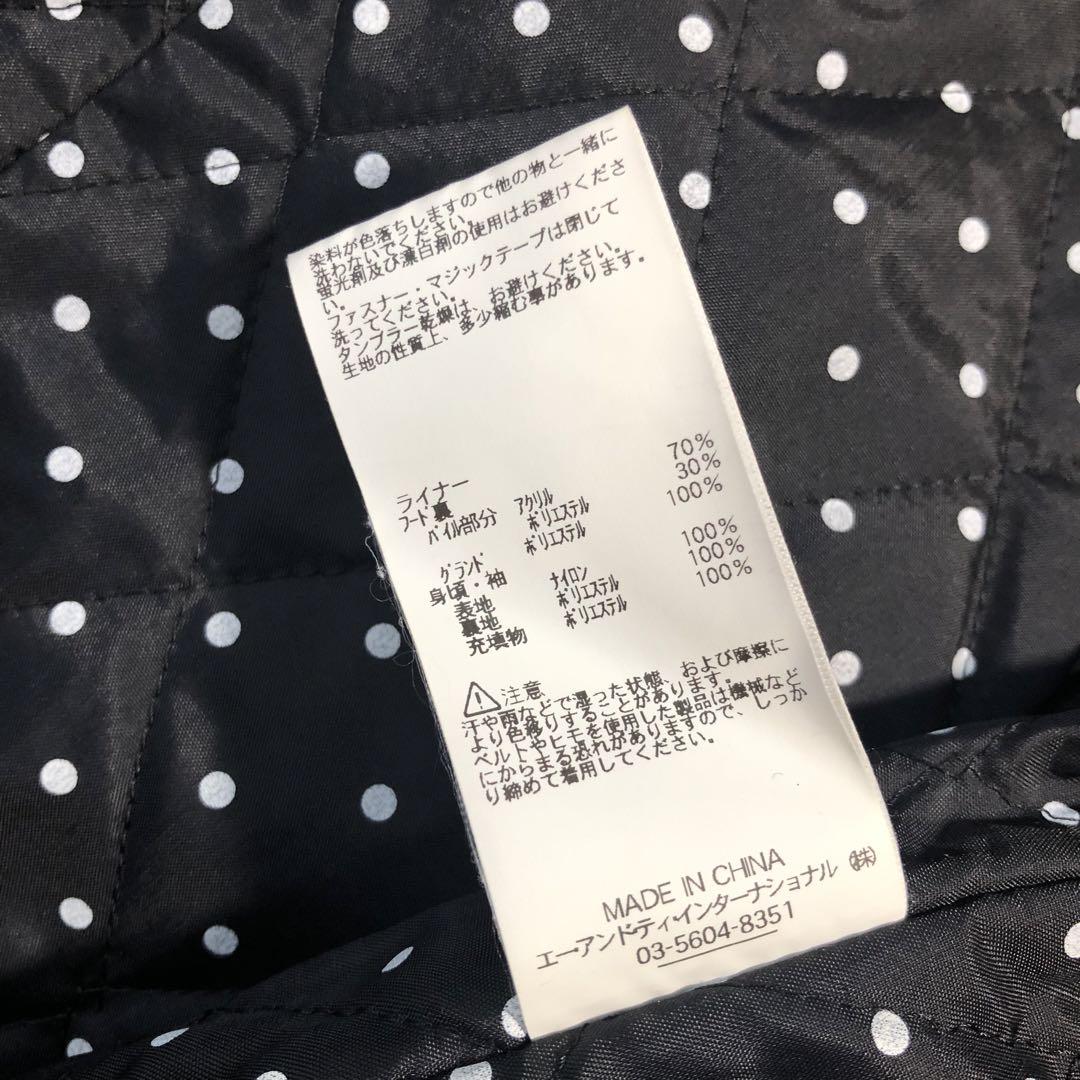 染料が色落ちしますので他の物と一緒に
洗わないでください。
蛍光剤及び漂白剤の使用はお避けくださ
い。
ファスナー・マジックテープは閉じて
洗ってください。
タンブラー乾燥は、お避けください。
生地の性質上、多少縮む事があります。
ライナー
フード裏
パイル部分 アクリル 70%
ポリエステル 30%
グランド ポリエステル 100%
身頃・袖
表地 ナイロン 100%
裏地 ポリエステル 100%
充填物 ポリエステル 100%
注意
汗や雨などで湿った状態、および摩擦に
より色移りすることがあります。
ベルトやヒモを使用した製品は機械など
にからまる恐れがありますので、しっか
り締めて着用してください。
MADE IN CHINA
エー・アンド・ティ・インターナショナル ㈱
03-5604-8351